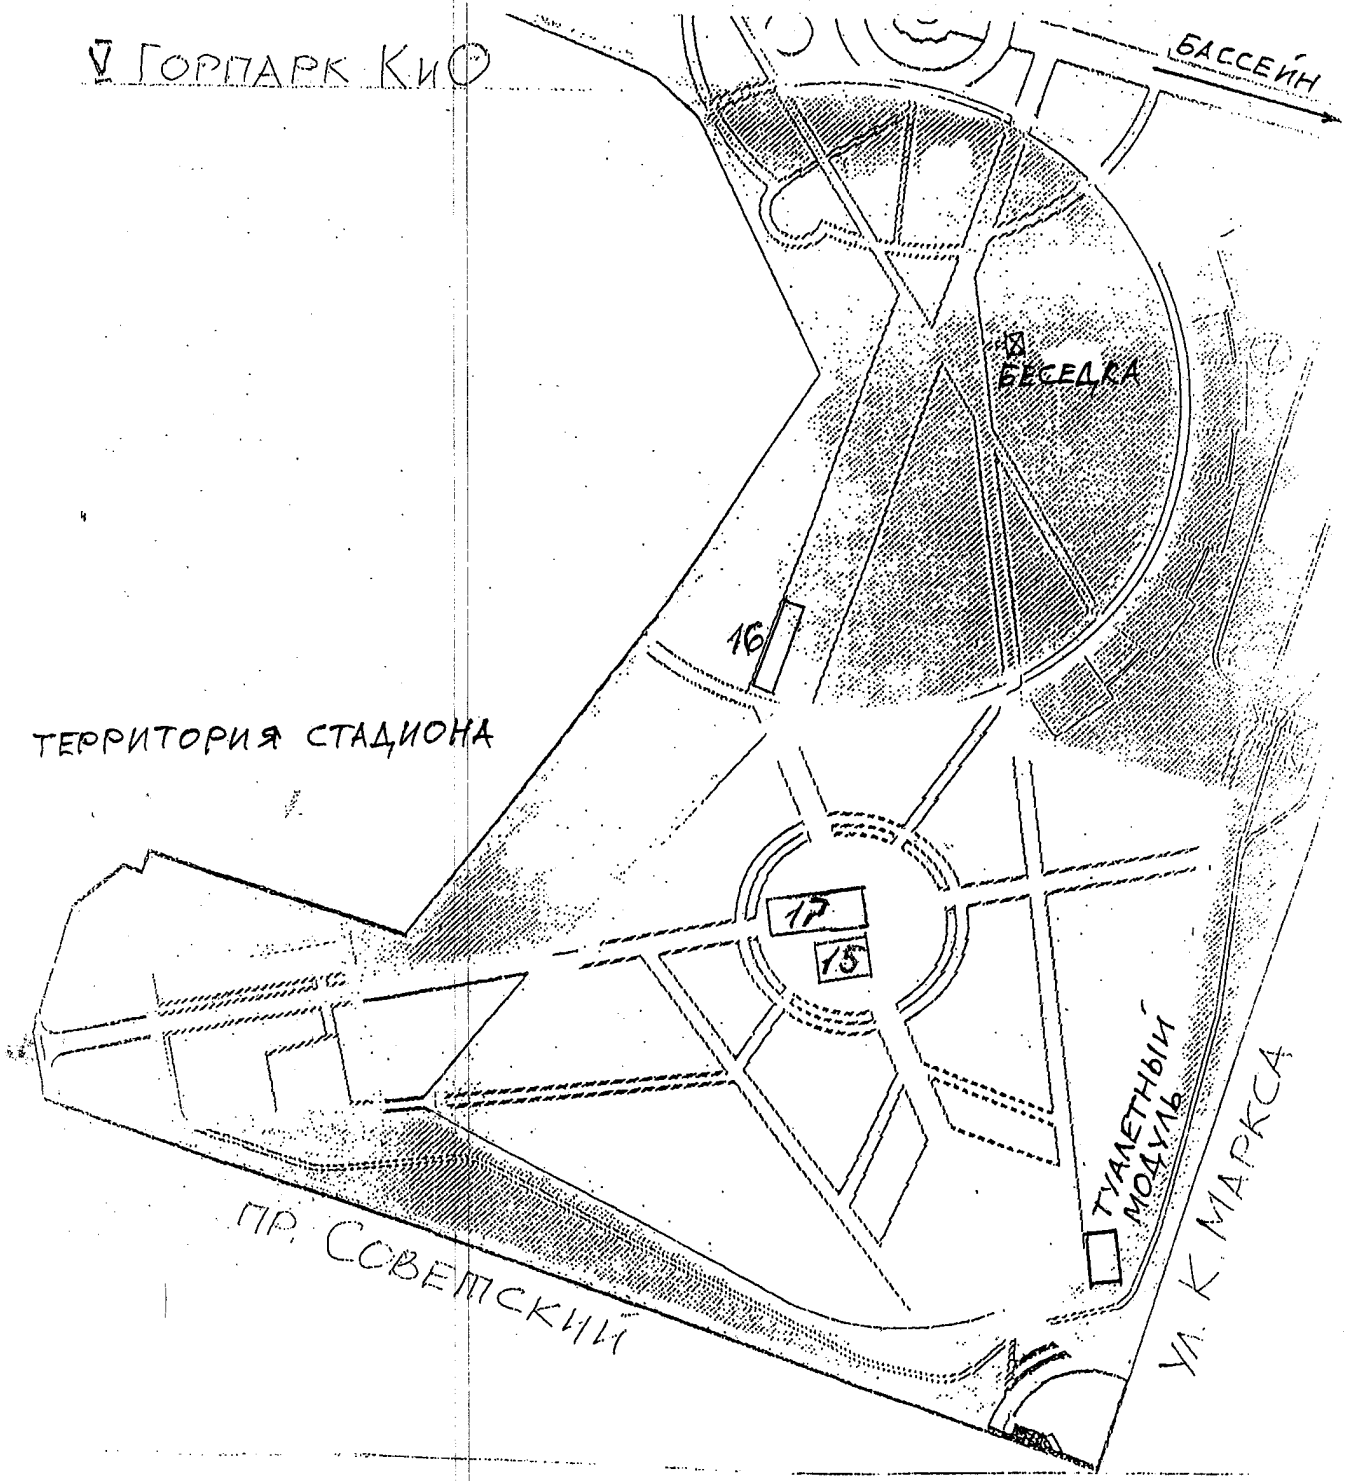 V ГОРПАРК КиО
БАССЕЙН
БЕСЕДКА
16
ТЕРРИТОРИЯ СТАДИОНА
17
15
ТУАЛЕТНЫЙ
МОДУЛЬ
УЛ. К. МАРКСА
ПР. СОВЕТСКИЙ